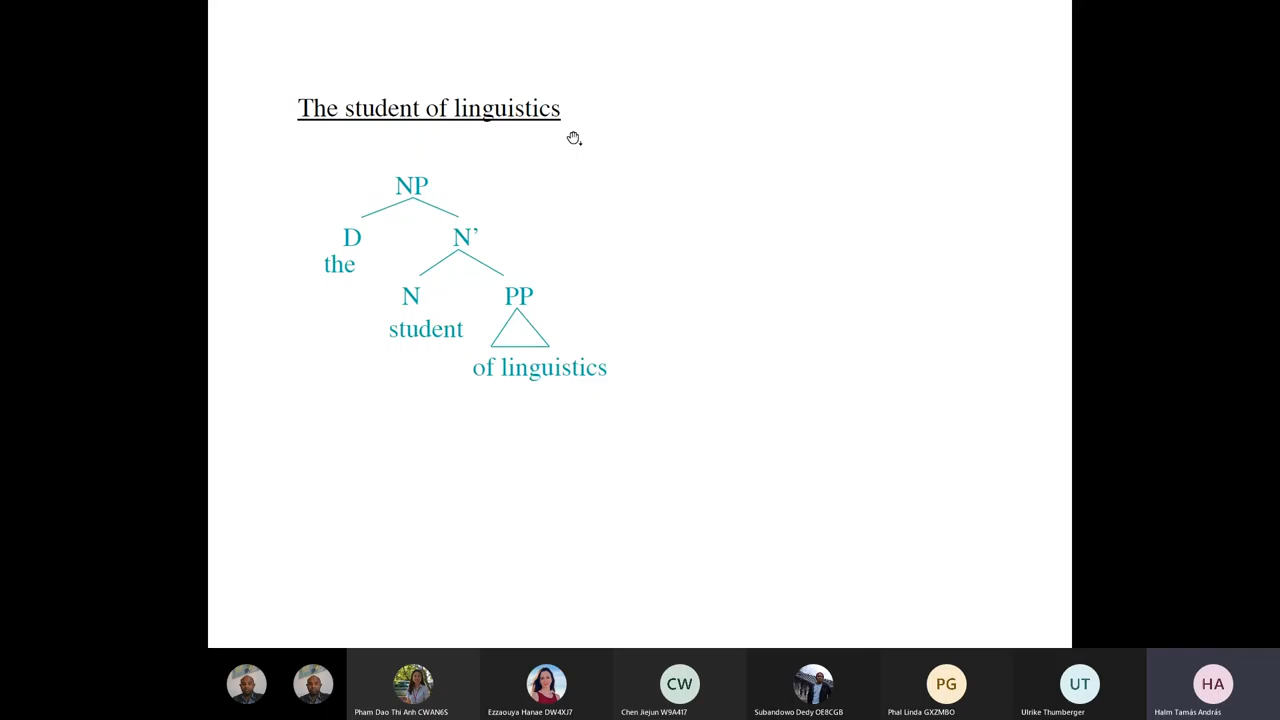 The student of linguistics
NP
D N’
the
N PP
student
of linguistics
CW PG UT HA
Pham Dao Thi Anh CWAN6S Ezzaouya Hanae DW4XJ7 Chen Jiejun W9A417 Subandowo Dedy OE8CGB Phal Linda GXZMBO Ulrike Thumberger Halm Tamás András